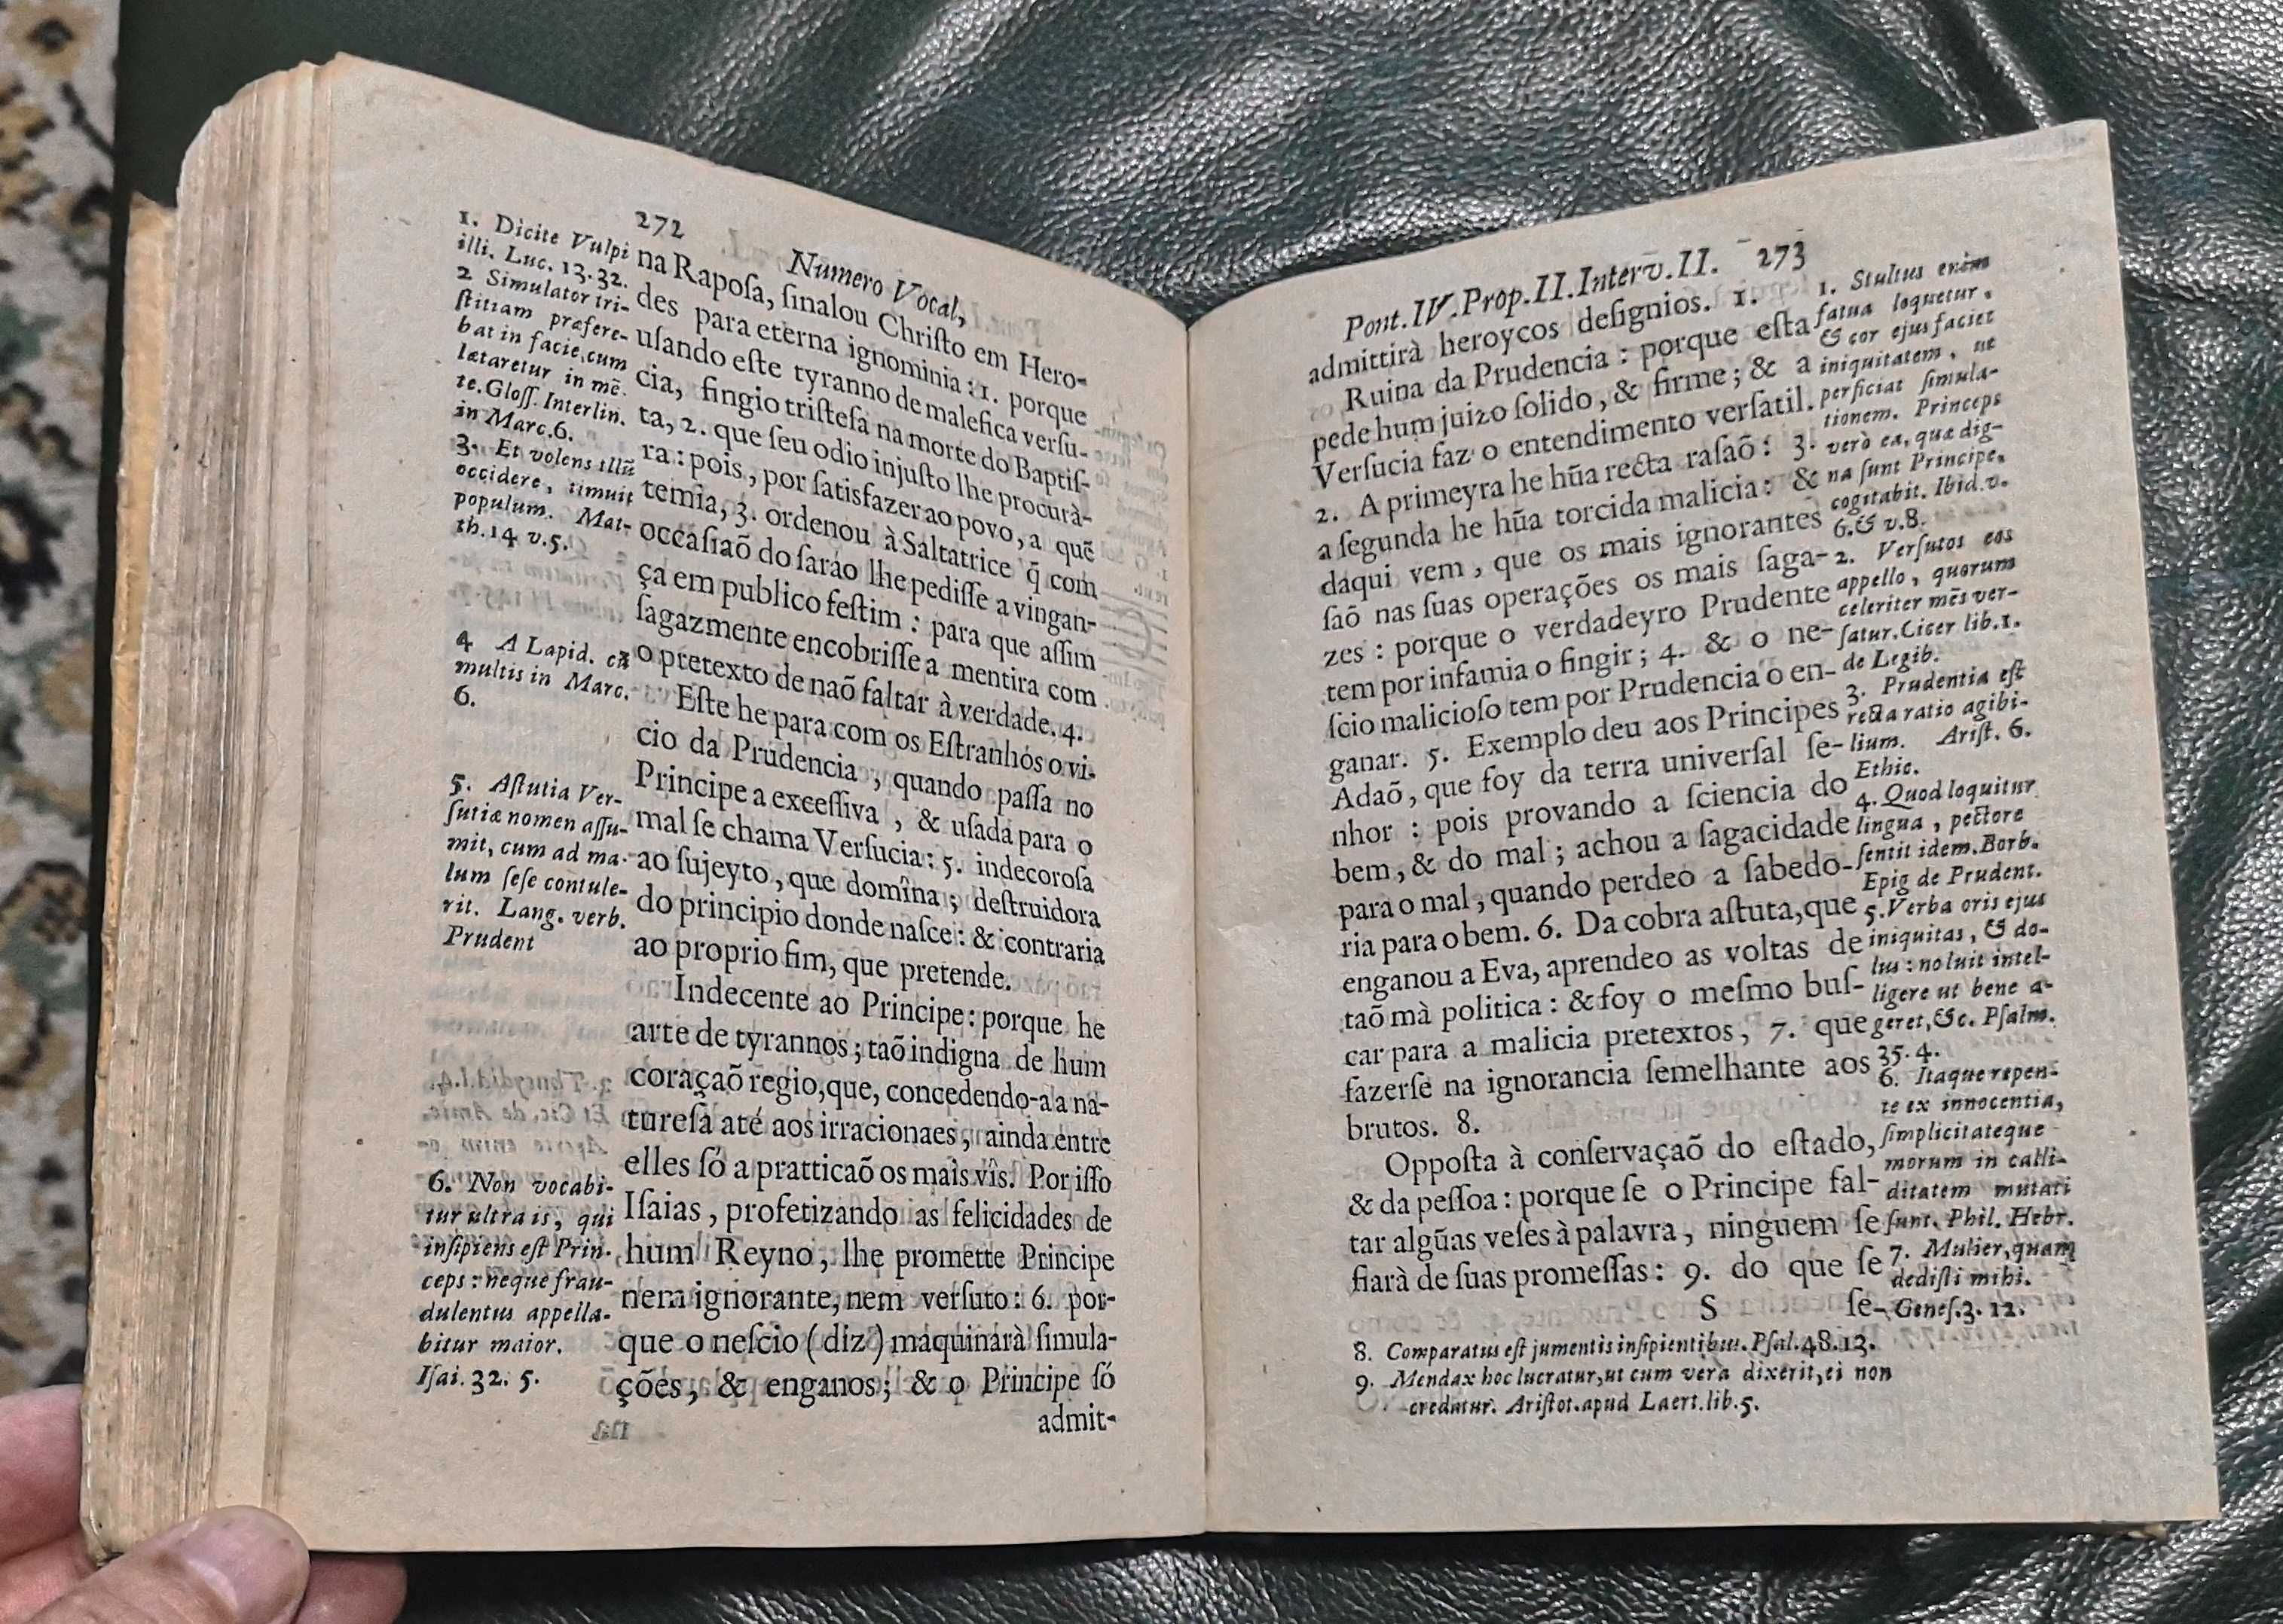 272
Numero Vocal,
na Rapoſa, ſinalou Chriſto em Hero-
des para eterna ignominia: 1. porque
uſando eſte tyranno de malefica verſu-
cia, fingio triſteſa na morte do Baptiſ-
ta, 2. que ſeu odio injuſto lhe procurà-
ra: pois, por ſatisfazer ao povo, a quẽ
temia, 3. ordenou à Saltatrice q̃ com
occaſiaõ do ſarào lhe pediſſe a vingan-
ça em publico feſtim: para que aſſim
ſagazmente encobriſſe a mentira com
o pretexto de naõ faltar à verdade. 4.
Eſte he para com os Eſtranhos o vi-
cio da Prudencia, quando paſſa no
Principe a exceſſiva, & uſada para o
mal ſe chama Verſucia: 5. indecoroſa
ao ſujeyto, que domîna; deſtruidora
do principio donde naſce: & contraria
ao proprio fim, que pretende.
Indecente ao Principe: porque he
arte de tyrannos; taõ indigna de hum
coraçaõ regio, que, concedendo-a a na-
tureſa até aos irracionaes, ainda entre
elles ſó a pratticaõ os mais vîs. Por iſſo
Iſaias, profetizando as felicidades de
hum Reyno, lhe promette Principe
nem ignorante, nem verſuto: 6. por-
que o neſcio (diz) maquinarà ſimula-
ções, & enganos; & o Principe ſó
admit-
1. Dicite Vulpi
illi. Luc. 13.32.
2 Simulator tri-
ſtitiam præfere-
bat in facie, cum
lætaretur in mẽ-
te. Gloſſ. Interlin.
in Marc. 6.
3. Et volens illũ
occidere, timuit
populum. Mat-
th. 14 v. 5.
4 A Lapid. cũ
multis in Marc.
6.
5. Aſtutia Ver-
ſutiæ nomen aſſu-
mit, cum ad ma-
lum ſeſe contule-
rit. Lang. verb.
Prudent
6. Non vocabi-
tur ultra is, qui
inſipiens eſt Prin-
ceps: neque frau-
dulentus appella-
bitur maior.
Iſai. 32. 5.
Pont. IV. Prop. II. Interv. II. 273
admittirà heroycos deſignios. 1.
Ruina da Prudencia: porque eſta
pede hum juizo ſolido, & firme; & a
Verſucia faz o entendimento verſatil.
2. A primeyra he hũa recta raſaõ: 3.
a ſegunda he hũa torcida malicia: &
daqui vem, que os mais ignorantes
ſaõ nas ſuas operações os mais ſaga-
zes: porque o verdadeyro Prudente
tem por infamia o fingir; 4. & o ne-
ſcio malicioſo tem por Prudencia o en-
ganar. 5. Exemplo deu aos Principes
Adaõ, que foy da terra univerſal ſe-
nhor: pois provando a ſciencia do
bem, & do mal; achou a ſagacidade
para o mal, quando perdeo a ſabedo-
ria para o bem. 6. Da cobra aſtuta, que
enganou a Eva, aprendeo as voltas de
taõ mà politica: & foy o meſmo buſ-
car para a malicia pretextos, 7. que
fazerſe na ignorancia ſemelhante aos
brutos. 8.
Oppoſta à conſervaçaõ do eſtado,
& da peſſoa: porque ſe o Principe fal-
tar algũas veſes à palavra, ninguem ſe
fiarà de ſuas promeſſas: 9. do que ſe
S ſe-
1. Stultus enim
fatua loquetur,
& cor ejus faciet
iniquitatem, ut
perficiat ſimula-
tionem. Princeps
verò ea, quæ dig-
na ſunt Principe,
cogitabit. Ibid. v.
6. & v. 8.
2. Verſutos eos
appello, quorum
celeriter mẽs ver-
ſatur. Cicer lib. 1.
de Legib.
3. Prudentia eſt
recta ratio agibi-
lium. Ariſt. 6.
Ethic.
4. Quod loquitur
lingua, pectore
ſentit idem. Borb.
Epig de Prudent.
5. Verba oris ejus
iniquitas, & do-
lus: noluit intel-
ligere ut bene a-
geret, &c. Pſalm.
35. 4.
6. Itaque repen-
te ex innocentia,
ſimplicitateque
morum in calli-
ditatem mutati
ſunt. Phil. Hebr.
7. Mulier, quam
dediſti mihi.
Geneſ. 3. 12.
8. Comparatus eſt jumentis inſipientibus. Pſal. 48. 13.
9. Mendax hoc lucratur, ut cum vera dixerit, ei non
credatur. Ariſtot. apud Laert. lib. 5.